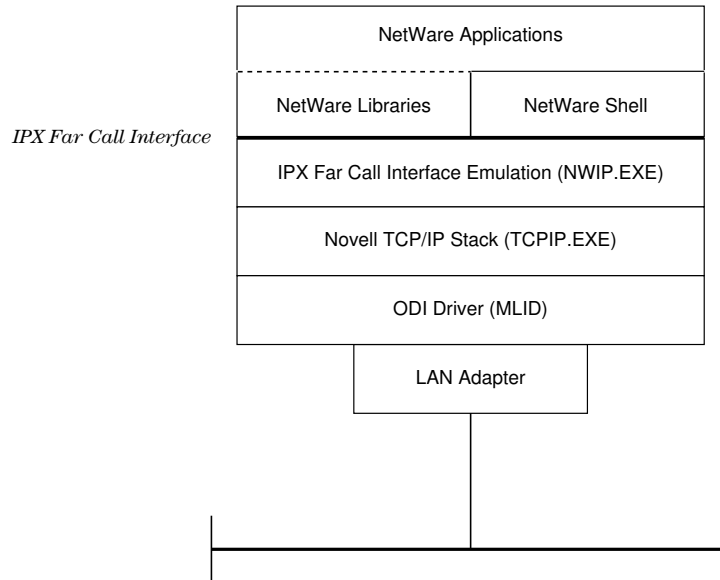 NetWare Applications
NetWare Libraries
NetWare Shell
IPX Far Call Interface
IPX Far Call Interface Emulation (NWIP.EXE)
Novell TCP/IP Stack (TCPIP.EXE)
ODI Driver (MLID)
LAN Adapter